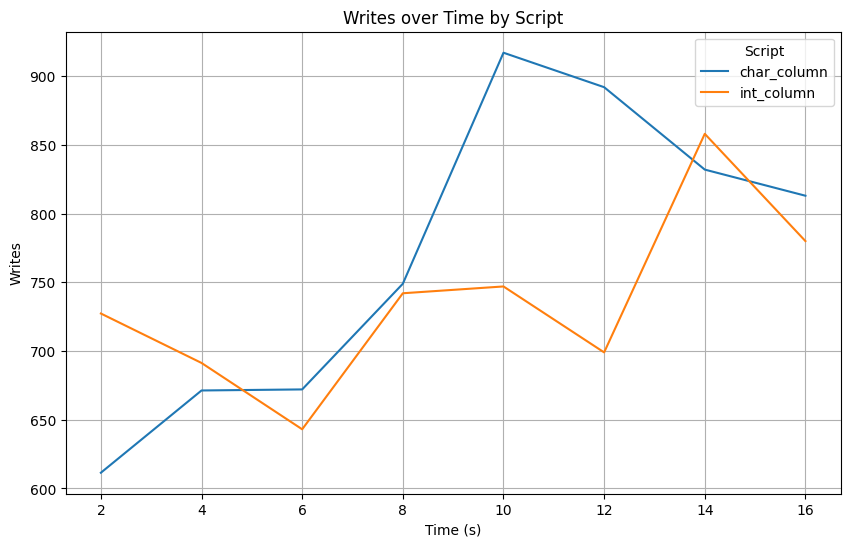 Writes over Time by Script
Script
char_column
int_column
900
850
800
750
700
650
600
Writes
2 4 6 8 10 12 14 16
Time (s)